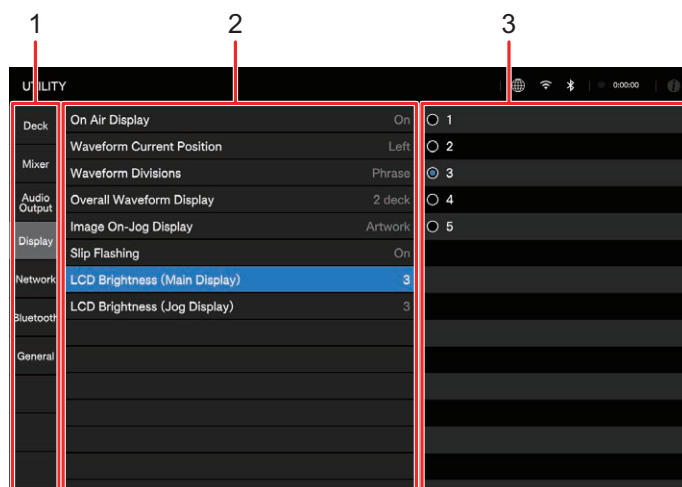 1 2 3
UTILITY 0:00:00
Deck
Mixer
Audio
Output
Display
Network
Bluetooth
General
On Air Display On
Waveform Current Position Left
Waveform Divisions Phrase
Overall Waveform Display 2 deck
Image On-Jog Display Artwork
Slip Flashing On
LCD Brightness (Main Display) 3
LCD Brightness (Jog Display) 3
1
2
3
4
5